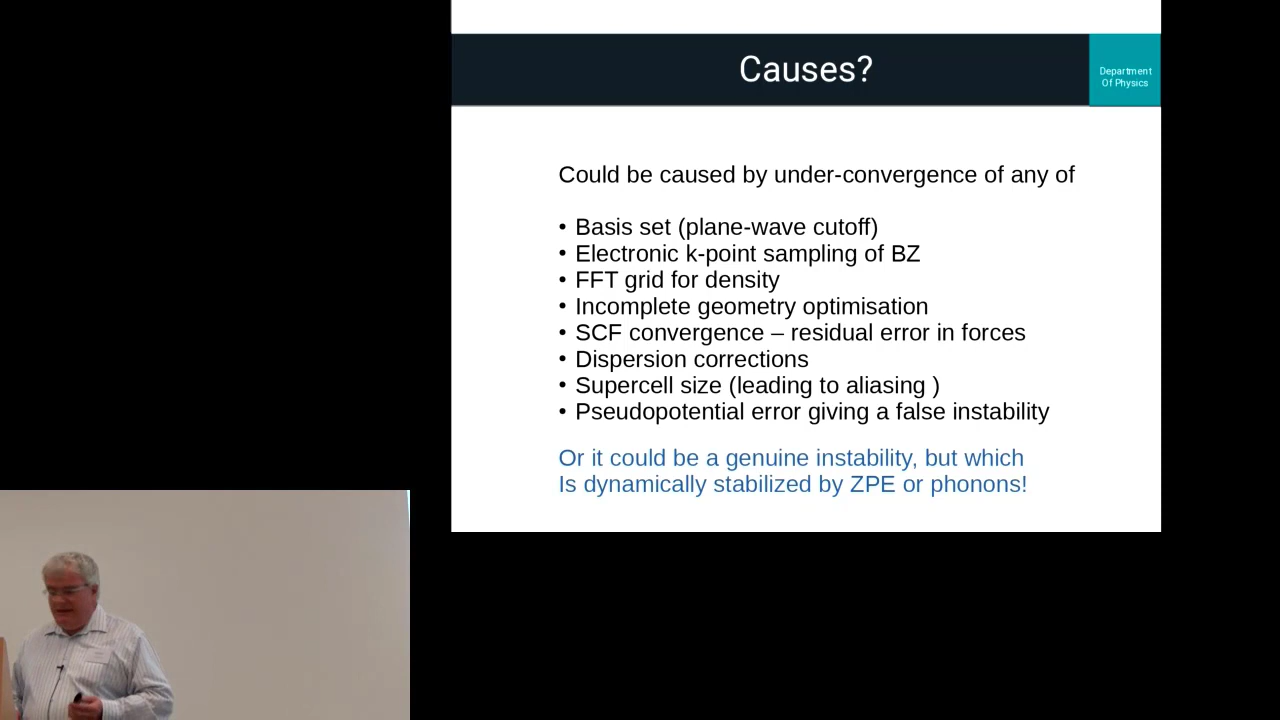 Causes?
Department
Of Physics
Could be caused by under-convergence of any of
• Basis set (plane-wave cutoff)
• Electronic k-point sampling of BZ
• FFT grid for density
• Incomplete geometry optimisation
• SCF convergence – residual error in forces
• Dispersion corrections
• Supercell size (leading to aliasing )
• Pseudopotential error giving a false instability
Or it could be a genuine instability, but which
Is dynamically stabilized by ZPE or phonons!